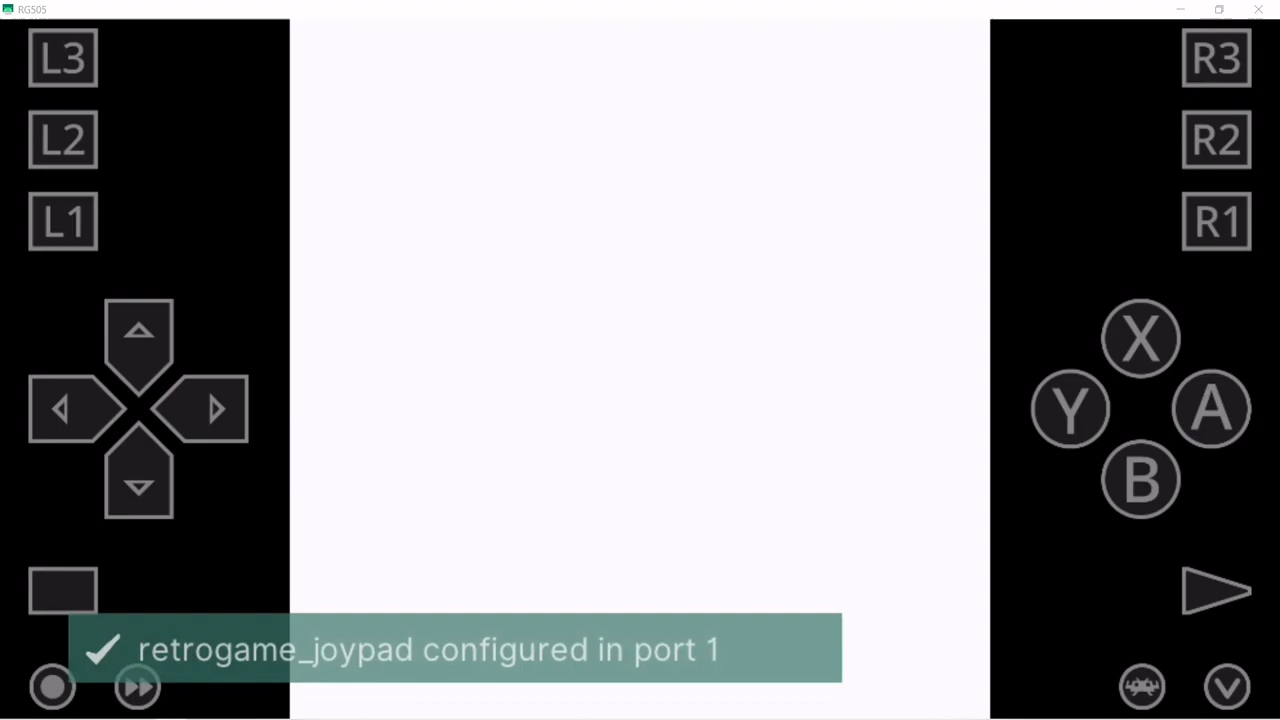 RG505
L3
R3
L2
R2
L1
R1
X
Y
A
B
retrogame_joypad configured in port 1